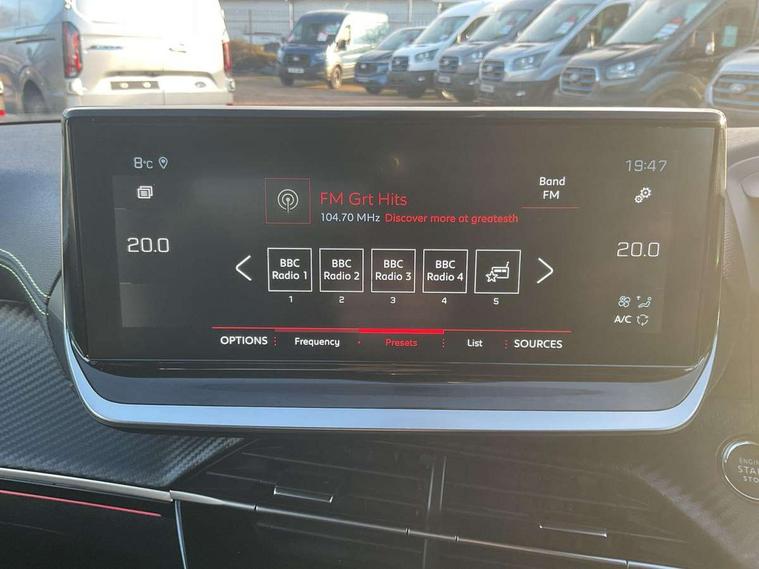 8°C
19:47
Band
FM
FM Grt Hits
104.70 MHz Discover more at greatesth
20.0
20.0
BBC
Radio 1
BBC
Radio 2
BBC
Radio 3
BBC
Radio 4
1
2
3
4
5
A/C
OPTIONS
Frequency
Presets
List
SOURCES
START
STOP